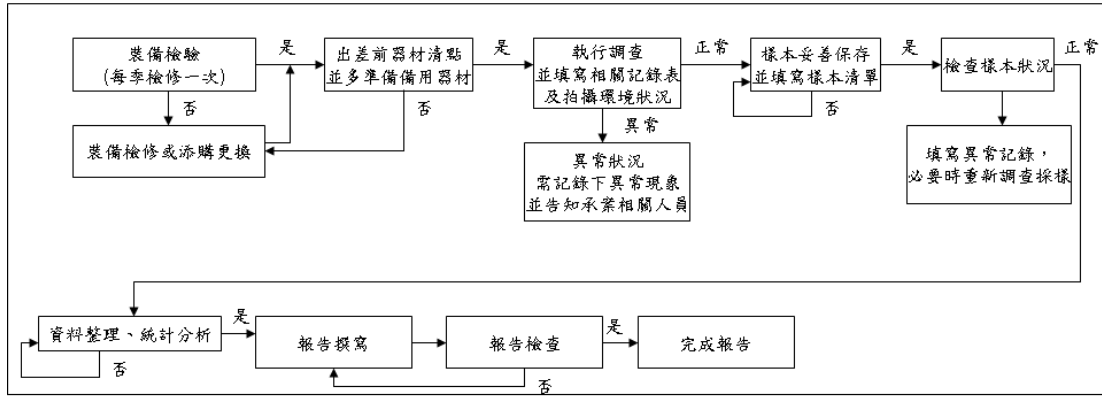 裝備檢驗
(每季檢修一次)
是
否
裝備檢修或添購更換
出差前器材清點
並多準備備用器材
是
否
執行調查
並填寫相關記錄表
及拍攝環境狀況
正常
異常
異常狀況
需記錄下異常現象
並告知承案相關人員
樣本妥善保存
並填寫樣本清單
是
否
檢查樣本狀況
正常
填寫異常記錄，
必要時重新調查採樣
資料整理、統計分析
是
否
報告撰寫
報告檢查
是
否
完成報告